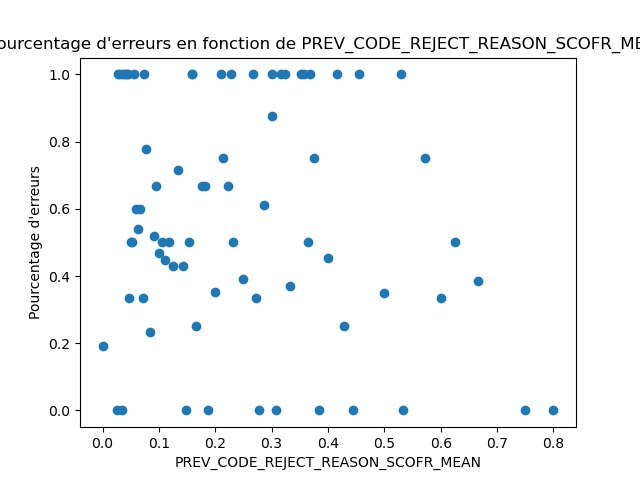 ourcentage d'erreurs en fonction de PREV_CODE_REJECT_REASON_SCOFR_ME
1.0
0.8
0.6
0.4
0.2
0.0
Pourcentage d'erreurs
0.0 0.1 0.2 0.3 0.4 0.5 0.6 0.7 0.8
PREV_CODE_REJECT_REASON_SCOFR_MEAN